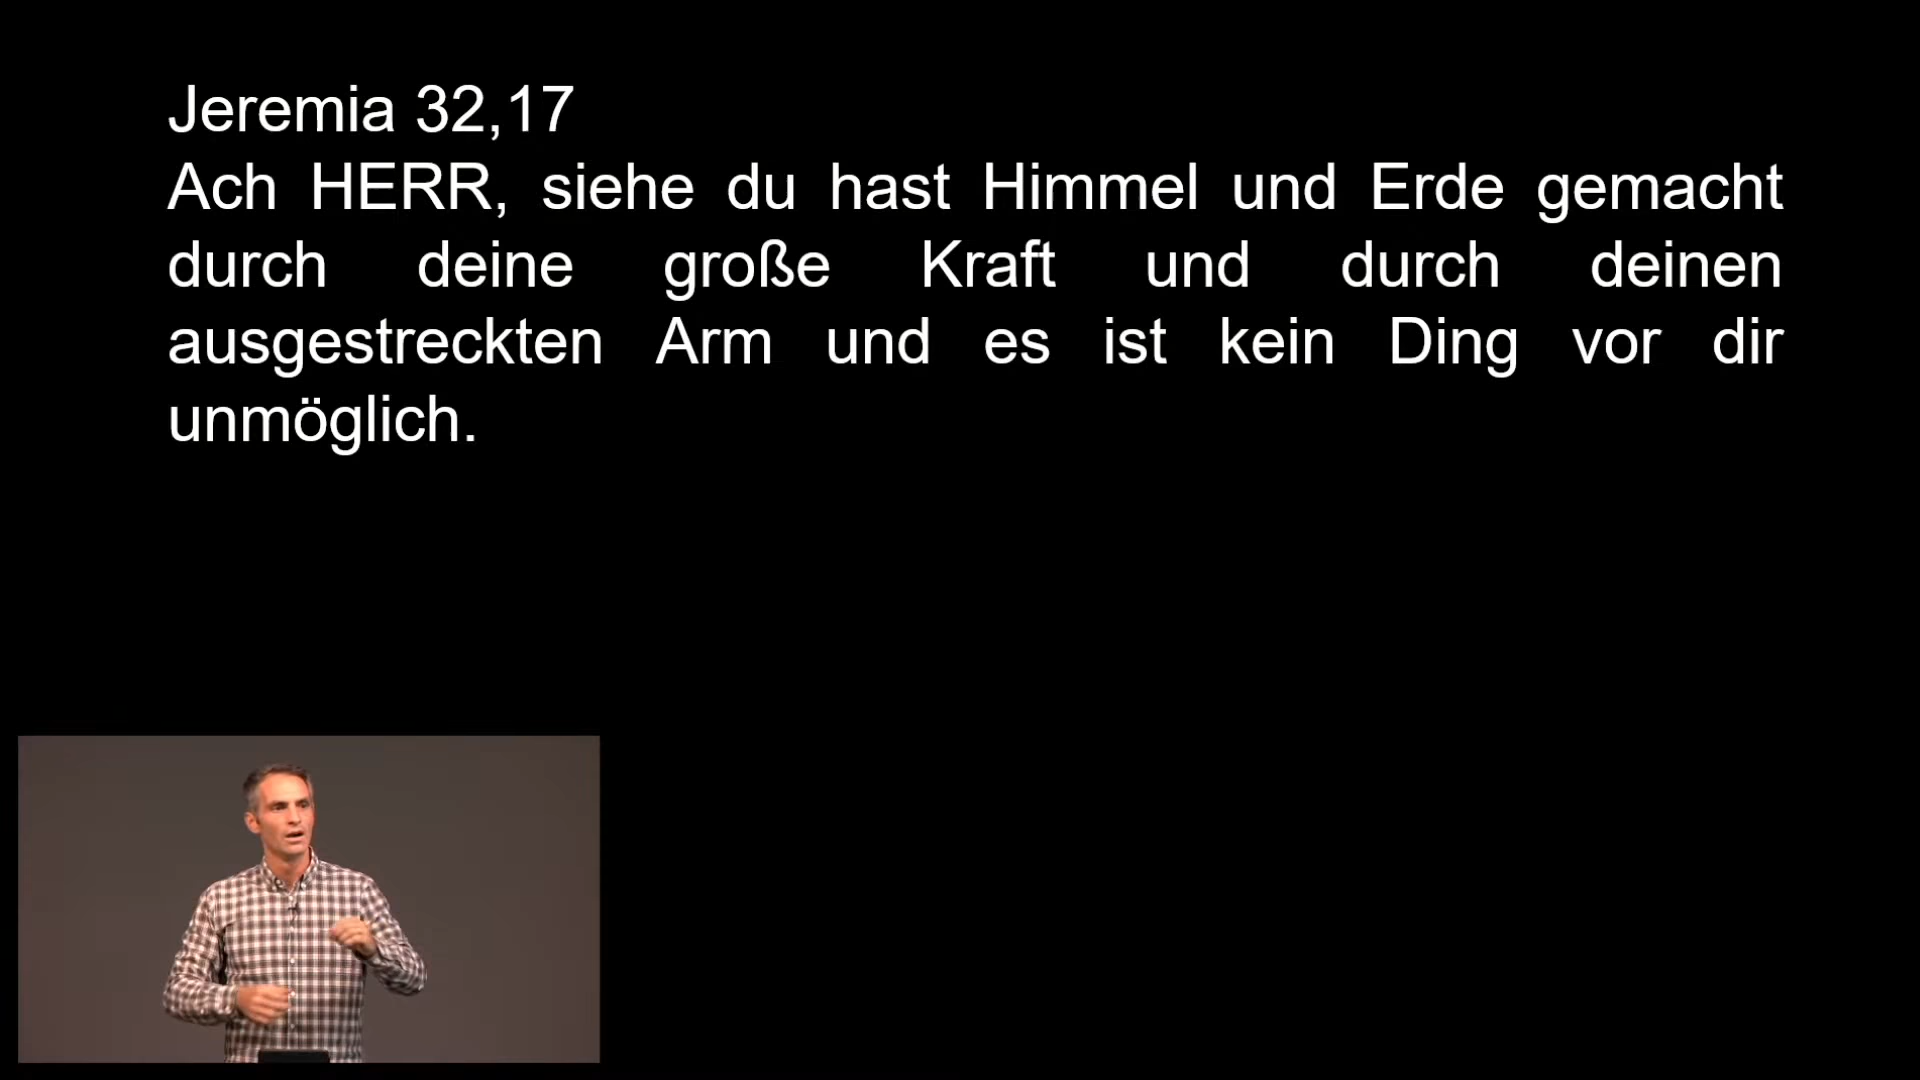 Jeremia 32,17
Ach HERR, siehe du hast Himmel und Erde gemacht
durch deine große Kraft und durch deinen
ausgestreckten Arm und es ist kein Ding vor dir
unmöglich.